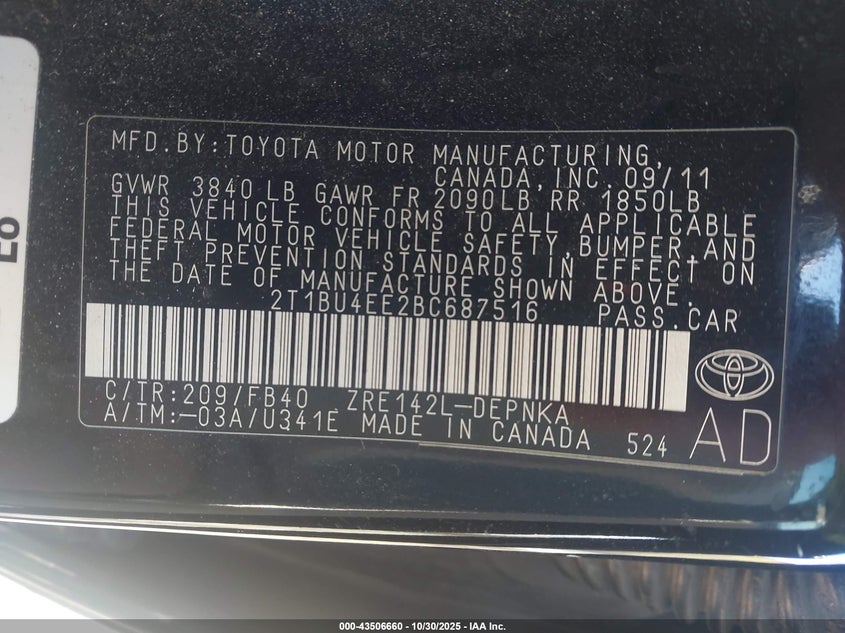 MFD.BY:TOYOTA MOTOR MANUFACTURING,
CANADA,INC. 09/11
GVWR 3840 LB GAWR FR 2090LB RR 1850LB
THIS VEHICLE CONFORMS TO ALL APPLICABLE
FEDERAL MOTOR VEHICLE SAFETY,BUMPER,AND
THEFT PREVENTION STANDARDS IN EFFECT ON
THE DATE OF MANUFACTURE SHOWN ABOVE.
2T1BU4EE2BC687516 PASS.CAR
C/TR:209/FB40 ZRE142L-DEPNKA
A/TM:-03A/U341E MADE IN CANADA 524
AD
000-43506660 - 10/30/2025 - IAA Inc.